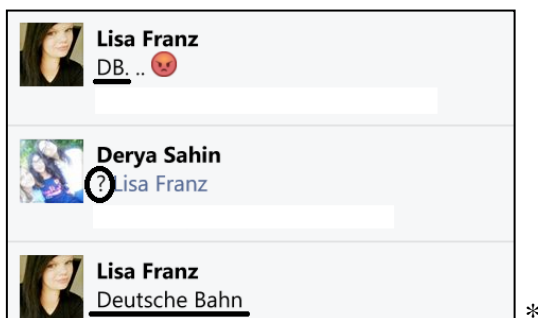 Lisa Franz
DB. .. 😡
Derya Sahin
? Lisa Franz
Lisa Franz
Deutsche Bahn
*